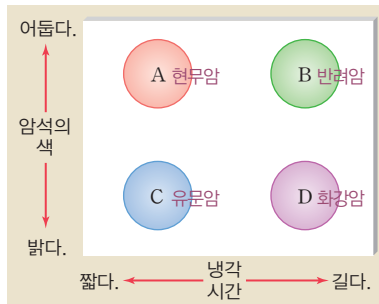 어둡다.
A 현무암
B 반려암
암석의
색
C 유문암
D 화강암
밝다.
짧다.
냉각
시간
길다.